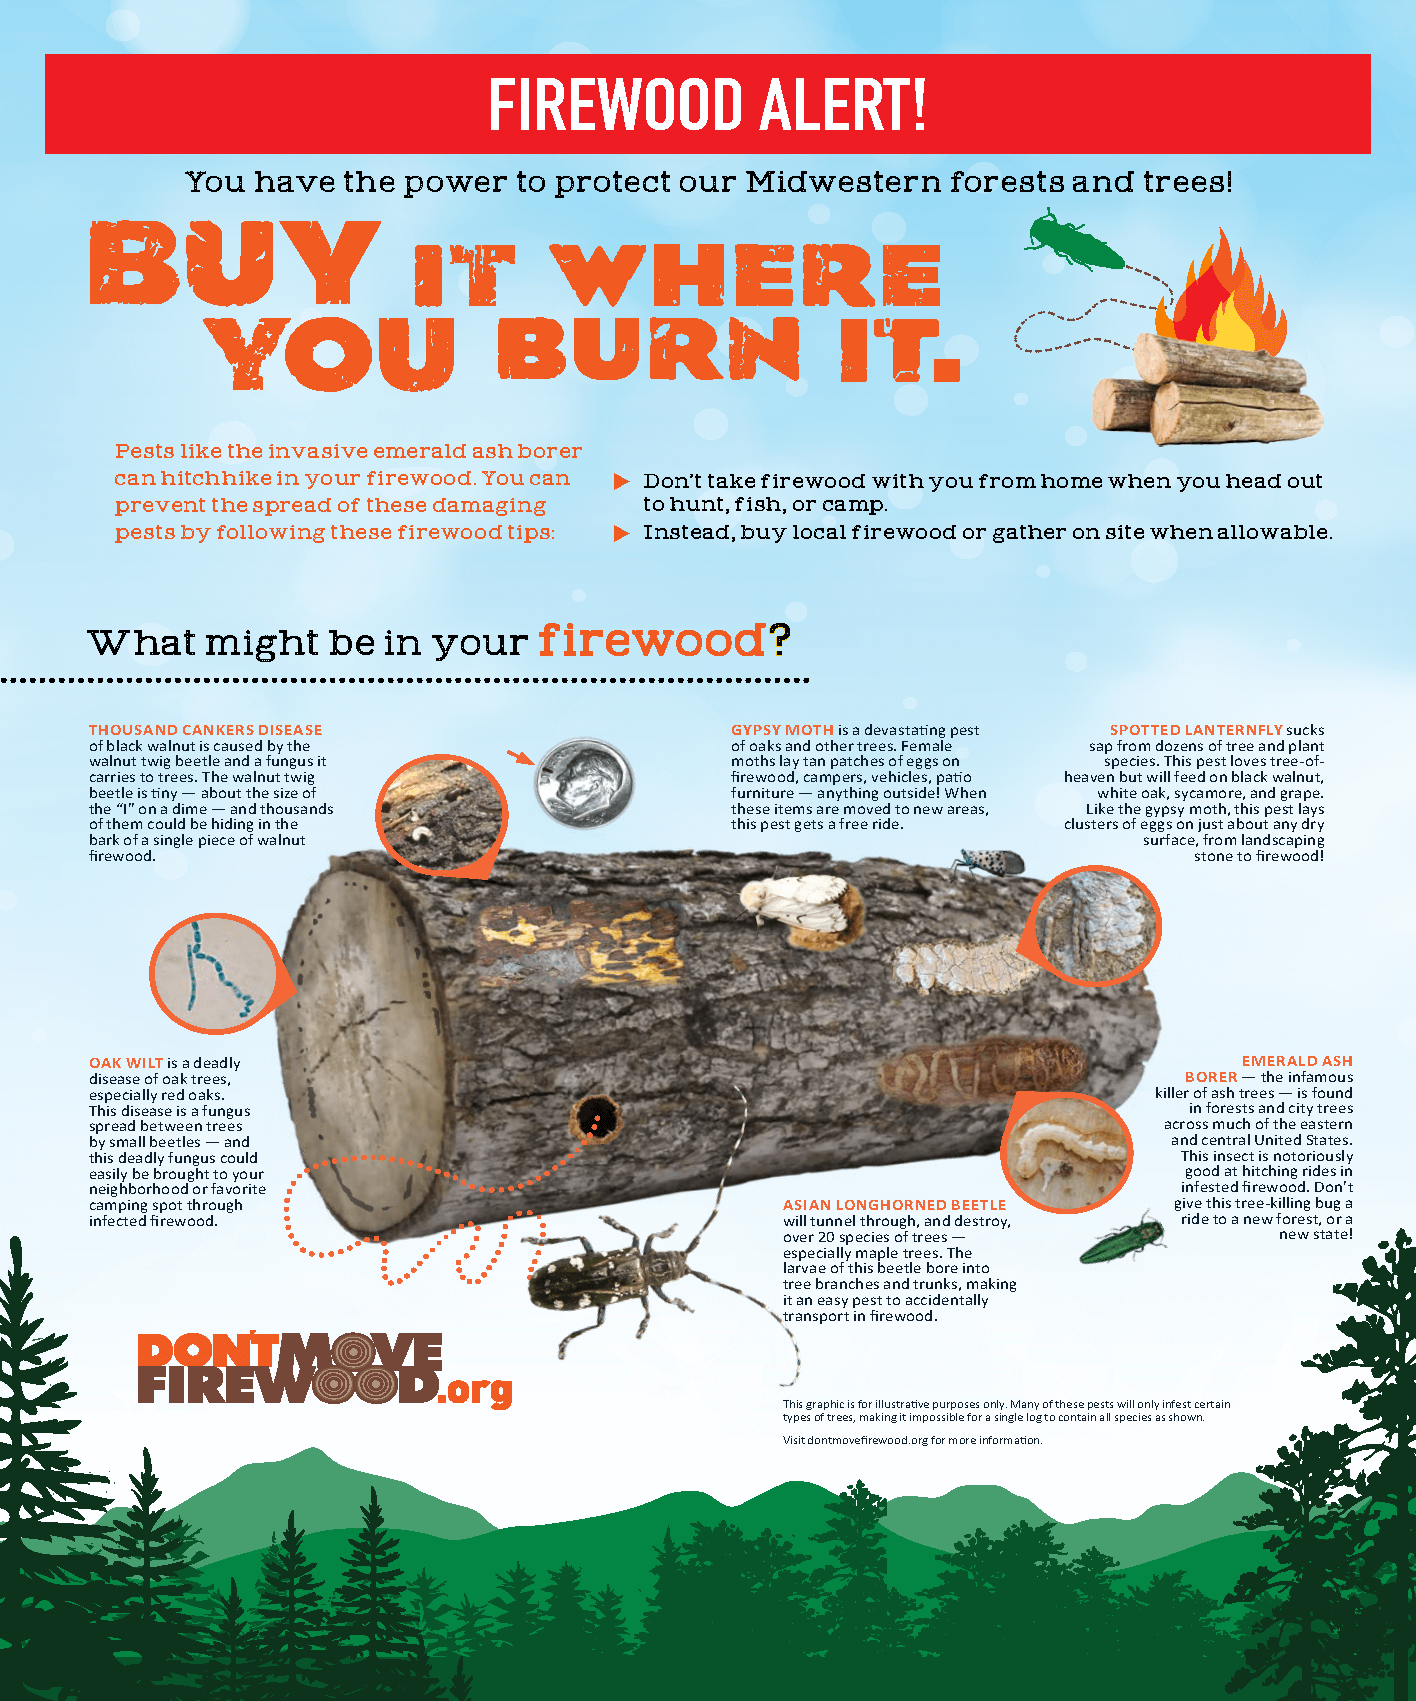 FIREWOOD ALERT!
You have the power to protect our Midwestern forests and trees!
BUY IT WHERE
YOU BURN IT.
Pests like the invasive emerald ash borer
can hitchhike in your firewood. You can
prevent the spread of these damaging
pests by following these firewood tips:
▶ Don't take firewood with you from home when you head out
to hunt, fish, or camp.
▶ Instead, buy local firewood or gather on site when allowable.
What might be in your firewood?
THOUSAND CANKERS DISEASE
of black walnut is caused by the
walnut twig beetle and a fungus it
carries to trees. The walnut twig
beetle is tiny — about the size of
the “I” on a dime — and thousands
of them could be hiding in the
bark of a single piece of walnut
firewood.
GYPSY MOTH is a devastating pest
of oaks and other trees. Female
moths lay tan patches of eggs on
firewood, campers, vehicles, patio
furniture — anything outside! When
these items are moved to new areas,
this pest gets a free ride.
SPOTTED LANTERNFLY sucks
sap from dozens of tree and plant
species. This pest loves tree-of-
heaven but will feed on black walnut,
white oak, sycamore, and grape.
Like the gypsy moth, this pest lays
clusters of eggs on just about any dry
surface, from landscaping
stone to firewood!
OAK WILT is a deadly
disease of oak trees,
especially red oaks.
This disease is a fungus
spread between trees
by small beetles — and
this deadly fungus could
easily be brought to your
neighborhood or favorite
camping spot through
infected firewood.
EMERALD ASH
BORER — the infamous
killer of ash trees — is found
in forests and city trees
across much of the eastern
and central United States.
This insect is notoriously
good at hitching rides in
infested firewood. Don't
give this tree-killing bug a
ride to a new forest, or a
new state!
ASIAN LONGHORNED BEETLE
will tunnel through, and destroy,
over 20 species of trees —
especially maple trees. The
larvae of this beetle bore into
tree branches and trunks, making
it an easy pest to accidentally
transport in firewood.
DON'T MOVE
FIREWOOD.org
This graphic is for illustrative purposes only. Many of these pests will only infest certain
types of trees, making it impossible for a single log to contain all species as shown.
Visit dontmovefirewood.org for more information.